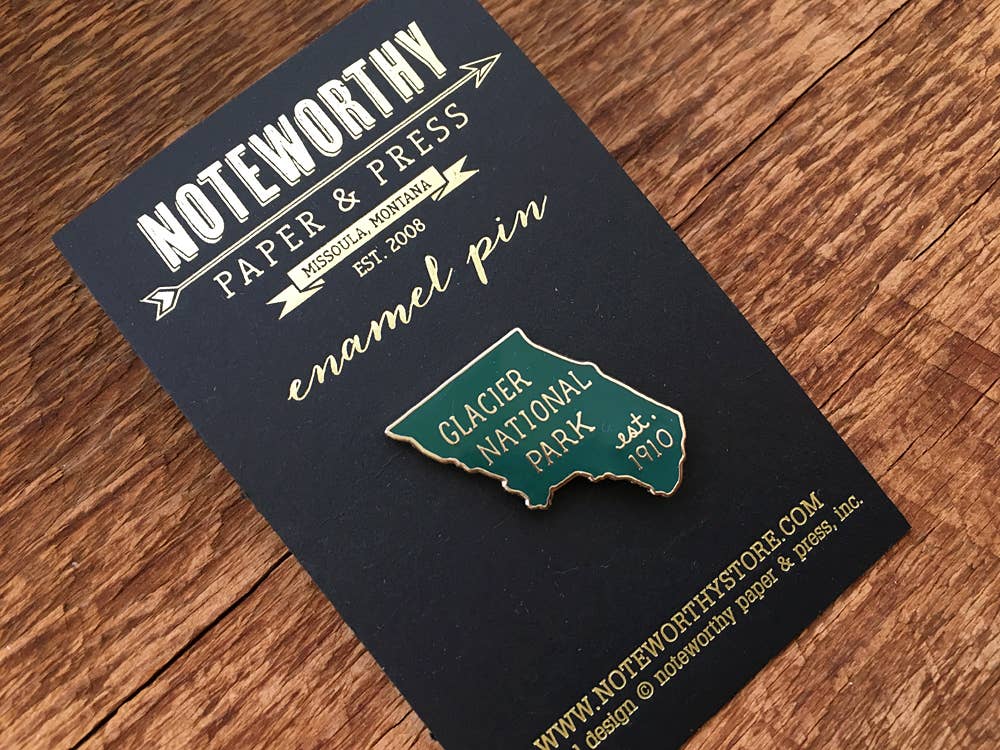 NOTEWORTHY
PAPER & PRESS
MISSOULA, MONTANA
EST. 2008
enamel pin
GLACIER
NATIONAL
PARK
est.
1910
WWW.NOTEWORTHYSTORE.COM
design © noteworthy paper & press, inc.